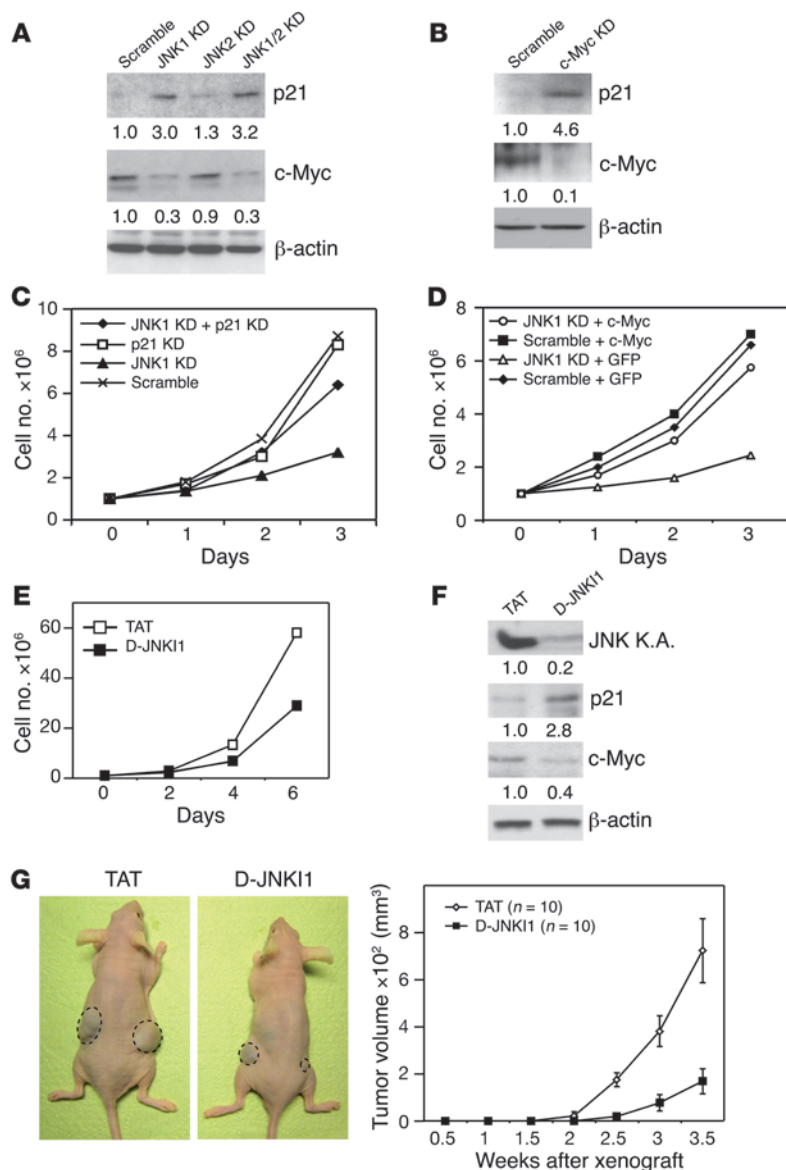 A
Scramble JNK1 KD JNK2 KD JNK1/2 KD
p21
1.0 3.0 1.3 3.2
c-Myc
1.0 0.3 0.9 0.3
β-actin
B
Scramble c-Myc KD
p21
1.0 4.6
c-Myc
1.0 0.1
β-actin
C
JNK1 KD + p21 KD
p21 KD
JNK1 KD
Scramble
Cell no. ×10⁶
10
8
6
4
2
0
0 1 2 3
Days
D
JNK1 KD + c-Myc
Scramble + c-Myc
JNK1 KD + GFP
Scramble + GFP
Cell no. ×10⁶
8
6
4
2
0
0 1 2 3
Days
E
TAT
D-JNKI1
Cell no. ×10⁶
60
40
20
0
0 2 4 6
Days
F
TAT D-JNKI1
JNK K.A.
1.0 0.2
p21
1.0 2.8
c-Myc
1.0 0.4
β-actin
G
TAT D-JNKI1
TAT (n = 10)
D-JNKI1 (n = 10)
Tumor volume ×10² (mm³)
8
6
4
2
0
0.5 1 1.5 2 2.5 3 3.5
Weeks after xenograft